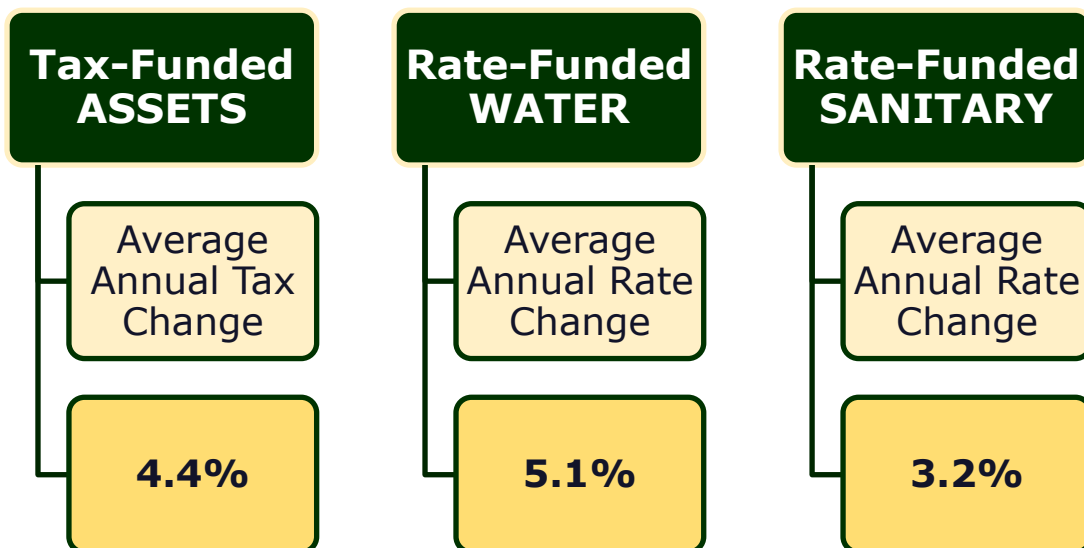 Tax-Funded
ASSETS
Average
Annual Tax
Change
4.4%
Rate-Funded
WATER
Average
Annual Rate
Change
5.1%
Rate-Funded
SANITARY
Average
Annual Rate
Change
3.2%